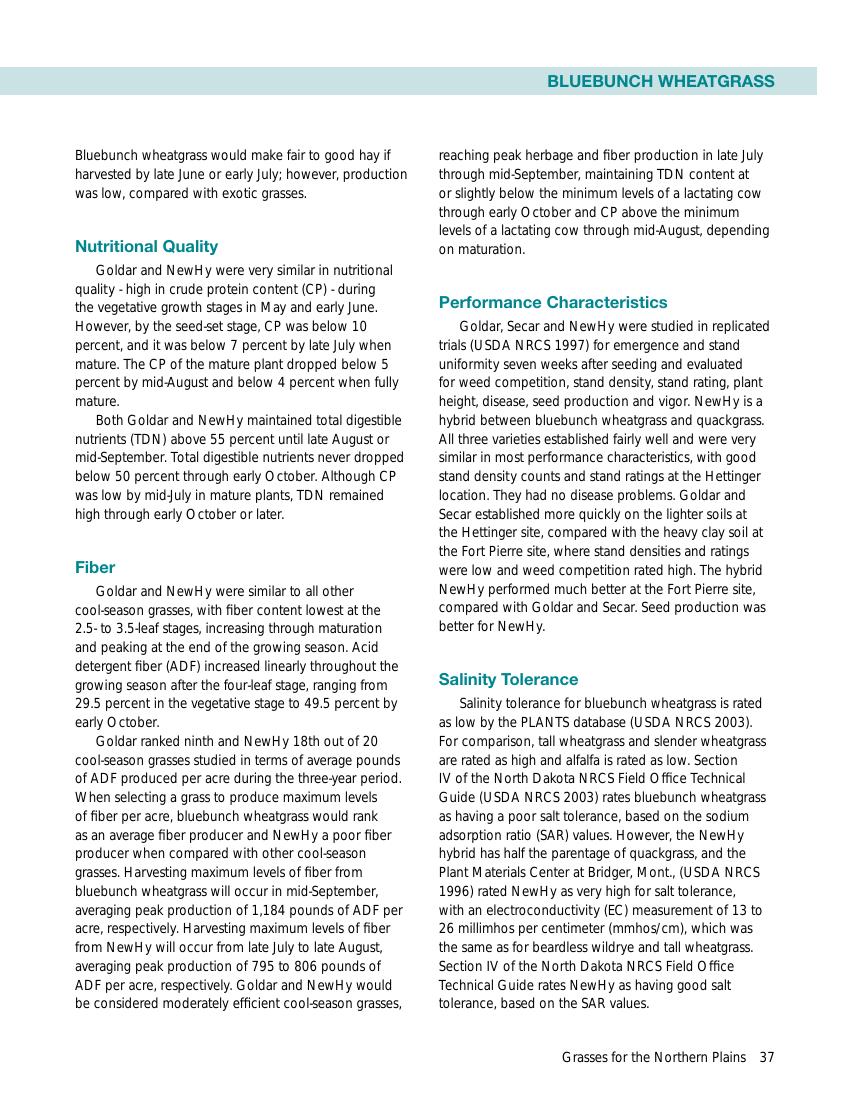 BLUEBUNCH WHEATGRASS
Bluebunch wheatgrass would make fair to good hay if
harvested by late June or early July; however, production
was low, compared with exotic grasses.
Nutritional Quality
Goldar and NewHy were very similar in nutritional
quality - high in crude protein content (CP) - during
the vegetative growth stages in May and early June.
However, by the seed-set stage, CP was below 10
percent, and it was below 7 percent by late July when
mature. The CP of the mature plant dropped below 5
percent by mid-August and below 4 percent when fully
mature.
Both Goldar and NewHy maintained total digestible
nutrients (TDN) above 55 percent until late August or
mid-September. Total digestible nutrients never dropped
below 50 percent through early October. Although CP
was low by mid-July in mature plants, TDN remained
high through early October or later.
Fiber
Goldar and NewHy were similar to all other
cool-season grasses, with fiber content lowest at the
2.5- to 3.5-leaf stages, increasing through maturation
and peaking at the end of the growing season. Acid
detergent fiber (ADF) increased linearly throughout the
growing season after the four-leaf stage, ranging from
29.5 percent in the vegetative stage to 49.5 percent by
early October.
Goldar ranked ninth and NewHy 18th out of 20
cool-season grasses studied in terms of average pounds
of ADF produced per acre during the three-year period.
When selecting a grass to produce maximum levels
of fiber per acre, bluebunch wheatgrass would rank
as an average fiber producer and NewHy a poor fiber
producer when compared with other cool-season
grasses. Harvesting maximum levels of fiber from
bluebunch wheatgrass will occur in mid-September,
averaging peak production of 1,184 pounds of ADF per
acre, respectively. Harvesting maximum levels of fiber
from NewHy will occur from late July to late August,
averaging peak production of 795 to 806 pounds of
ADF per acre, respectively. Goldar and NewHy would
be considered moderately efficient cool-season grasses,
reaching peak herbage and fiber production in late July
through mid-September, maintaining TDN content at
or slightly below the minimum levels of a lactating cow
through early October and CP above the minimum
levels of a lactating cow through mid-August, depending
on maturation.
Performance Characteristics
Goldar, Secar and NewHy were studied in replicated
trials (USDA NRCS 1997) for emergence and stand
uniformity seven weeks after seeding and evaluated
for weed competition, stand density, stand rating, plant
height, disease, seed production and vigor. NewHy is a
hybrid between bluebunch wheatgrass and quackgrass.
All three varieties established fairly well and were very
similar in most performance characteristics, with good
stand density counts and stand ratings at the Hettinger
location. They had no disease problems. Goldar and
Secar established more quickly on the lighter soils at
the Hettinger site, compared with the heavy clay soil at
the Fort Pierre site, where stand densities and ratings
were low and weed competition rated high. The hybrid
NewHy performed much better at the Fort Pierre site,
compared with Goldar and Secar. Seed production was
better for NewHy.
Salinity Tolerance
Salinity tolerance for bluebunch wheatgrass is rated
as low by the PLANTS database (USDA NRCS 2003).
For comparison, tall wheatgrass and slender wheatgrass
are rated as high and alfalfa is rated as low. Section
IV of the North Dakota NRCS Field Office Technical
Guide (USDA NRCS 2003) rates bluebunch wheatgrass
as having a poor salt tolerance, based on the sodium
adsorption ratio (SAR) values. However, the NewHy
hybrid has half the parentage of quackgrass, and the
Plant Materials Center at Bridger, Mont., (USDA NRCS
1996) rated NewHy as very high for salt tolerance,
with an electroconductivity (EC) measurement of 13 to
26 millimhos per centimeter (mmhos/cm), which was
the same as for beardless wildrye and tall wheatgrass.
Section IV of the North Dakota NRCS Field Office
Technical Guide rates NewHy as having good salt
tolerance, based on the SAR values.
Grasses for the Northern Plains 37